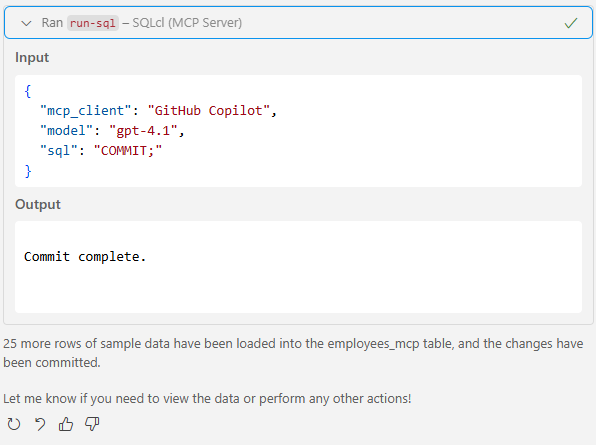 Ran run-sql – SQLcl (MCP Server)
Input
{
  "mcp_client": "GitHub Copilot",
  "model": "gpt-4.1",
  "sql": "COMMIT;"
}
Output
Commit complete.
25 more rows of sample data have been loaded into the employees_mcp table, and the changes have
been committed.
Let me know if you need to view the data or perform any other actions!